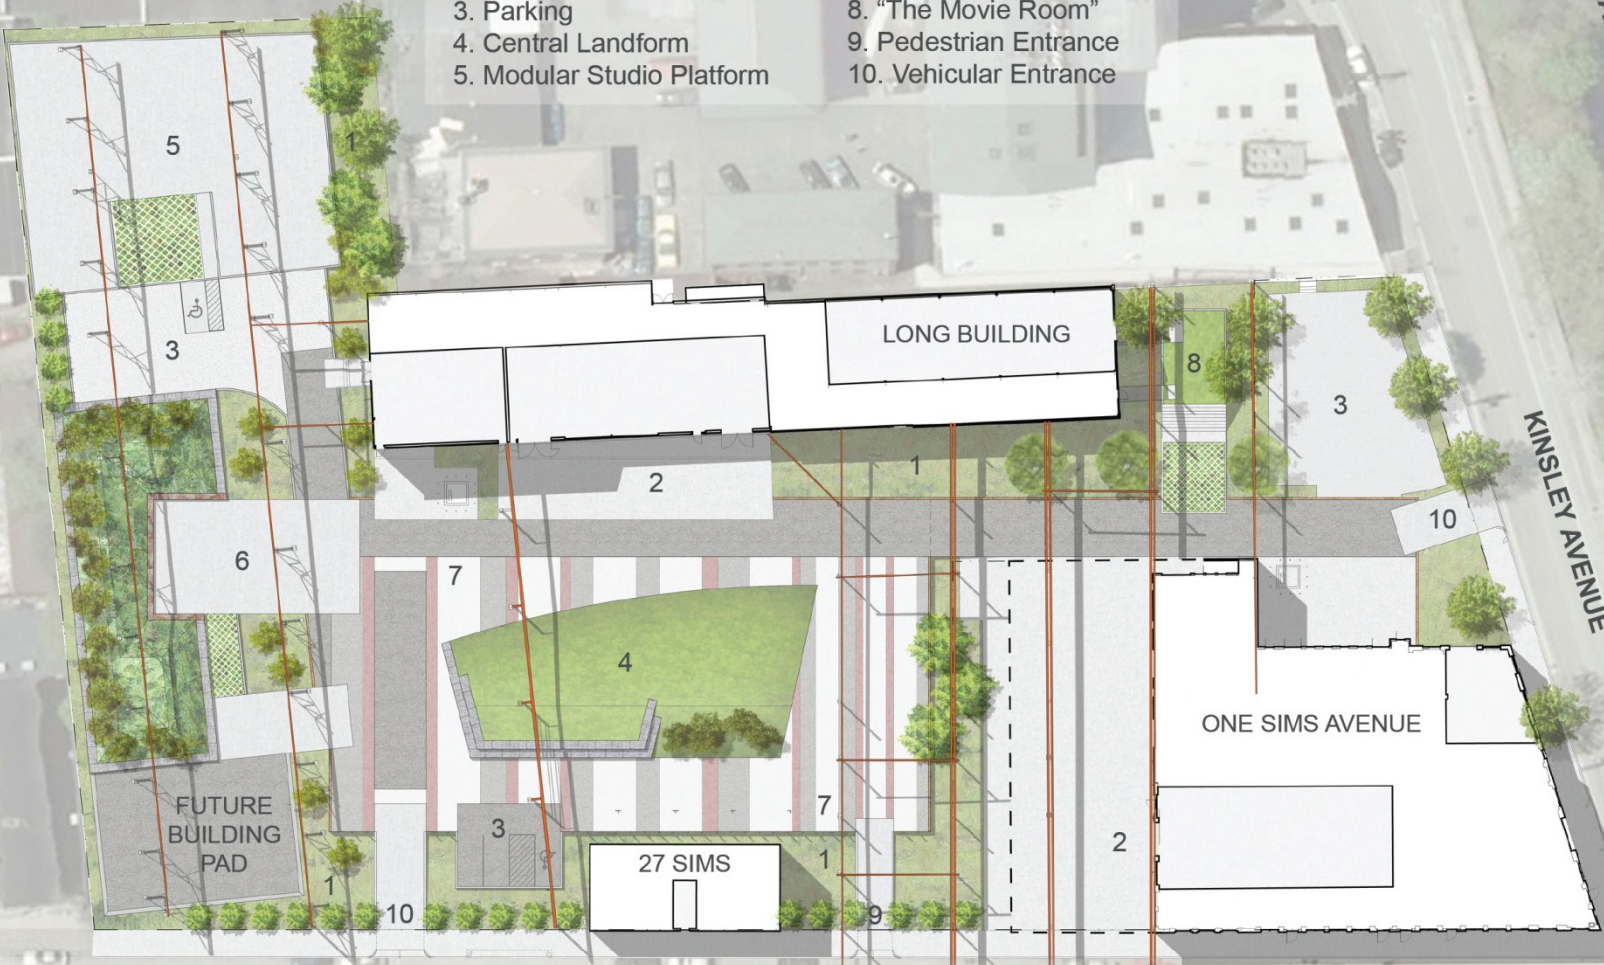 3. Parking
4. Central Landform
5. Modular Studio Platform
8. “The Movie Room”
9. Pedestrian Entrance
10. Vehicular Entrance
5
1
3
LONG BUILDING
8
3
KINSLEY AVENUE
1
2
10
6
7
4
ONE SIMS AVENUE
FUTURE
BUILDING
PAD
3
7
2
27 SIMS
1
1
10
9